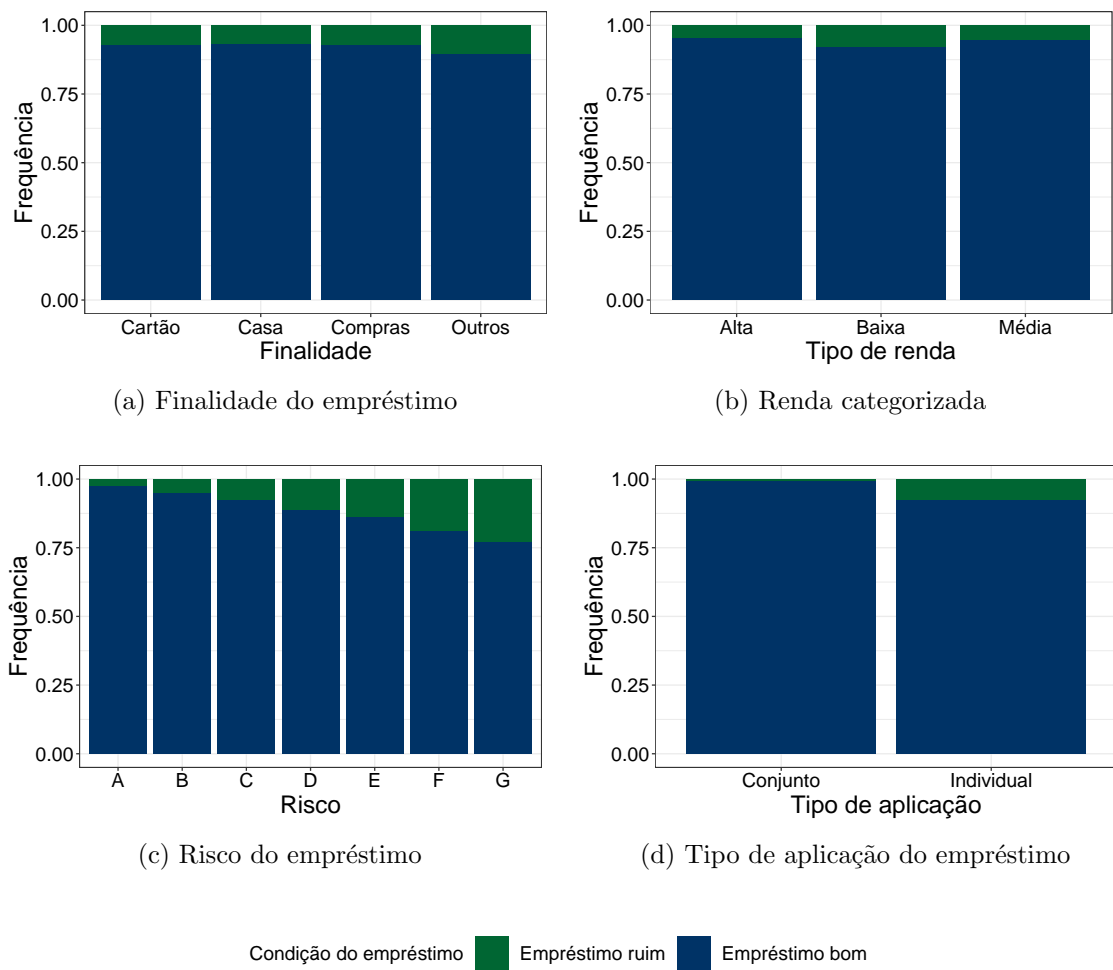 1.00
0.75
0.50
0.25
0.00
Frequência
Cartão Casa Compras Outros
Finalidade
(a) Finalidade do empréstimo
1.00
0.75
0.50
0.25
0.00
Frequência
Alta Baixa Média
Tipo de renda
(b) Renda categorizada
1.00
0.75
0.50
0.25
0.00
Frequência
A B C D E F G
Risco
(c) Risco do empréstimo
1.00
0.75
0.50
0.25
0.00
Frequência
Conjunto Individual
Tipo de aplicação
(d) Tipo de aplicação do empréstimo
Condição do empréstimo Empréstimo ruim Empréstimo bom